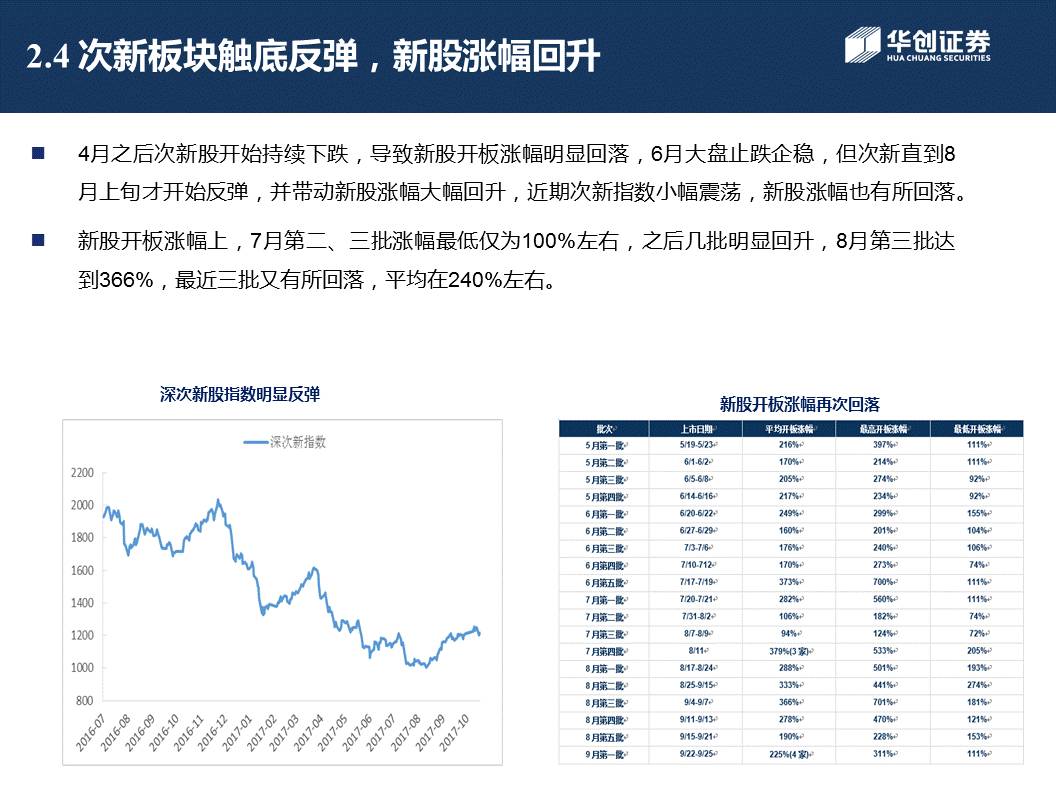 2.4 次新板块触底反弹，新股涨幅回升
华创证券
HUA CHUANG SECURITIES
4月之后次新股开始持续下跌，导致新股开板涨幅明显回落，6月大盘止跌企稳，但次新直到8
月上旬才开始反弹，并带动新股涨幅大幅回升，近期次新指数小幅震荡，新股涨幅也有所回落。
新股开板涨幅上，7月第二、三批涨幅最低仅为100%左右，之后几批明显回升，8月第三批达
到366%，最近三批又有所回落，平均在240%左右。
深次新股指数明显反弹
深次新指数
2200
2000
1800
1600
1400
1200
1000
800
2016-07 2016-08 2016-09 2016-10 2016-11 2016-12 2017-01 2017-02 2017-03 2017-04 2017-05 2017-06 2017-07 2017-08 2017-09 2017-10
新股开板涨幅再次回落
批次 上市日期 平均开板涨幅 最高开板涨幅 最低开板涨幅
5月第一批 5/19-5/23 216% 397% 111%
5月第二批 6/1-6/2 170% 214% 111%
5月第三批 6/5-6/8 205% 274% 92%
5月第四批 6/14-6/16 217% 234% 92%
6月第一批 6/20-6/22 249% 299% 155%
6月第二批 6/27-6/29 160% 201% 104%
6月第三批 7/3-7/6 176% 240% 106%
6月第四批 7/10-712 170% 273% 74%
6月第五批 7/17-7/19 373% 700% 111%
7月第一批 7/20-7/21 282% 560% 111%
7月第二批 7/31-8/2 106% 182% 74%
7月第三批 8/7-8/9 94% 124% 72%
7月第四批 8/11 379%(3家) 533% 205%
8月第一批 8/17-8/24 288% 501% 193%
8月第二批 8/25-9/15 333% 441% 274%
8月第三批 9/4-9/7 366% 701% 181%
8月第四批 9/11-9/13 278% 470% 121%
8月第五批 9/15-9/21 190% 228% 153%
9月第一批 9/22-9/25 225%(4家) 311% 111%